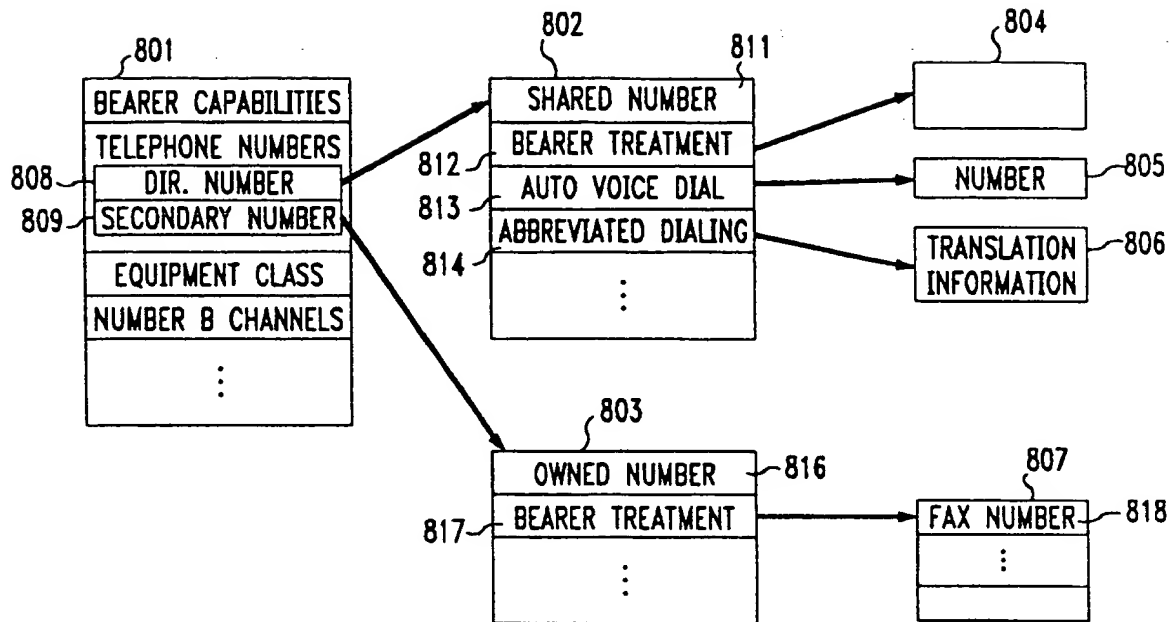 801
BEARER CAPABILITIES
TELEPHONE NUMBERS
808
DIR. NUMBER
809
SECONDARY NUMBER
EQUIPMENT CLASS
NUMBER B CHANNELS
⋮
802
811
SHARED NUMBER
812
BEARER TREATMENT
813
AUTO VOICE DIAL
814
ABBREVIATED DIALING
⋮
804
NUMBER
805
TRANSLATION
INFORMATION
806
803
OWNED NUMBER
816
817
BEARER TREATMENT
⋮
807
FAX NUMBER
818
⋮